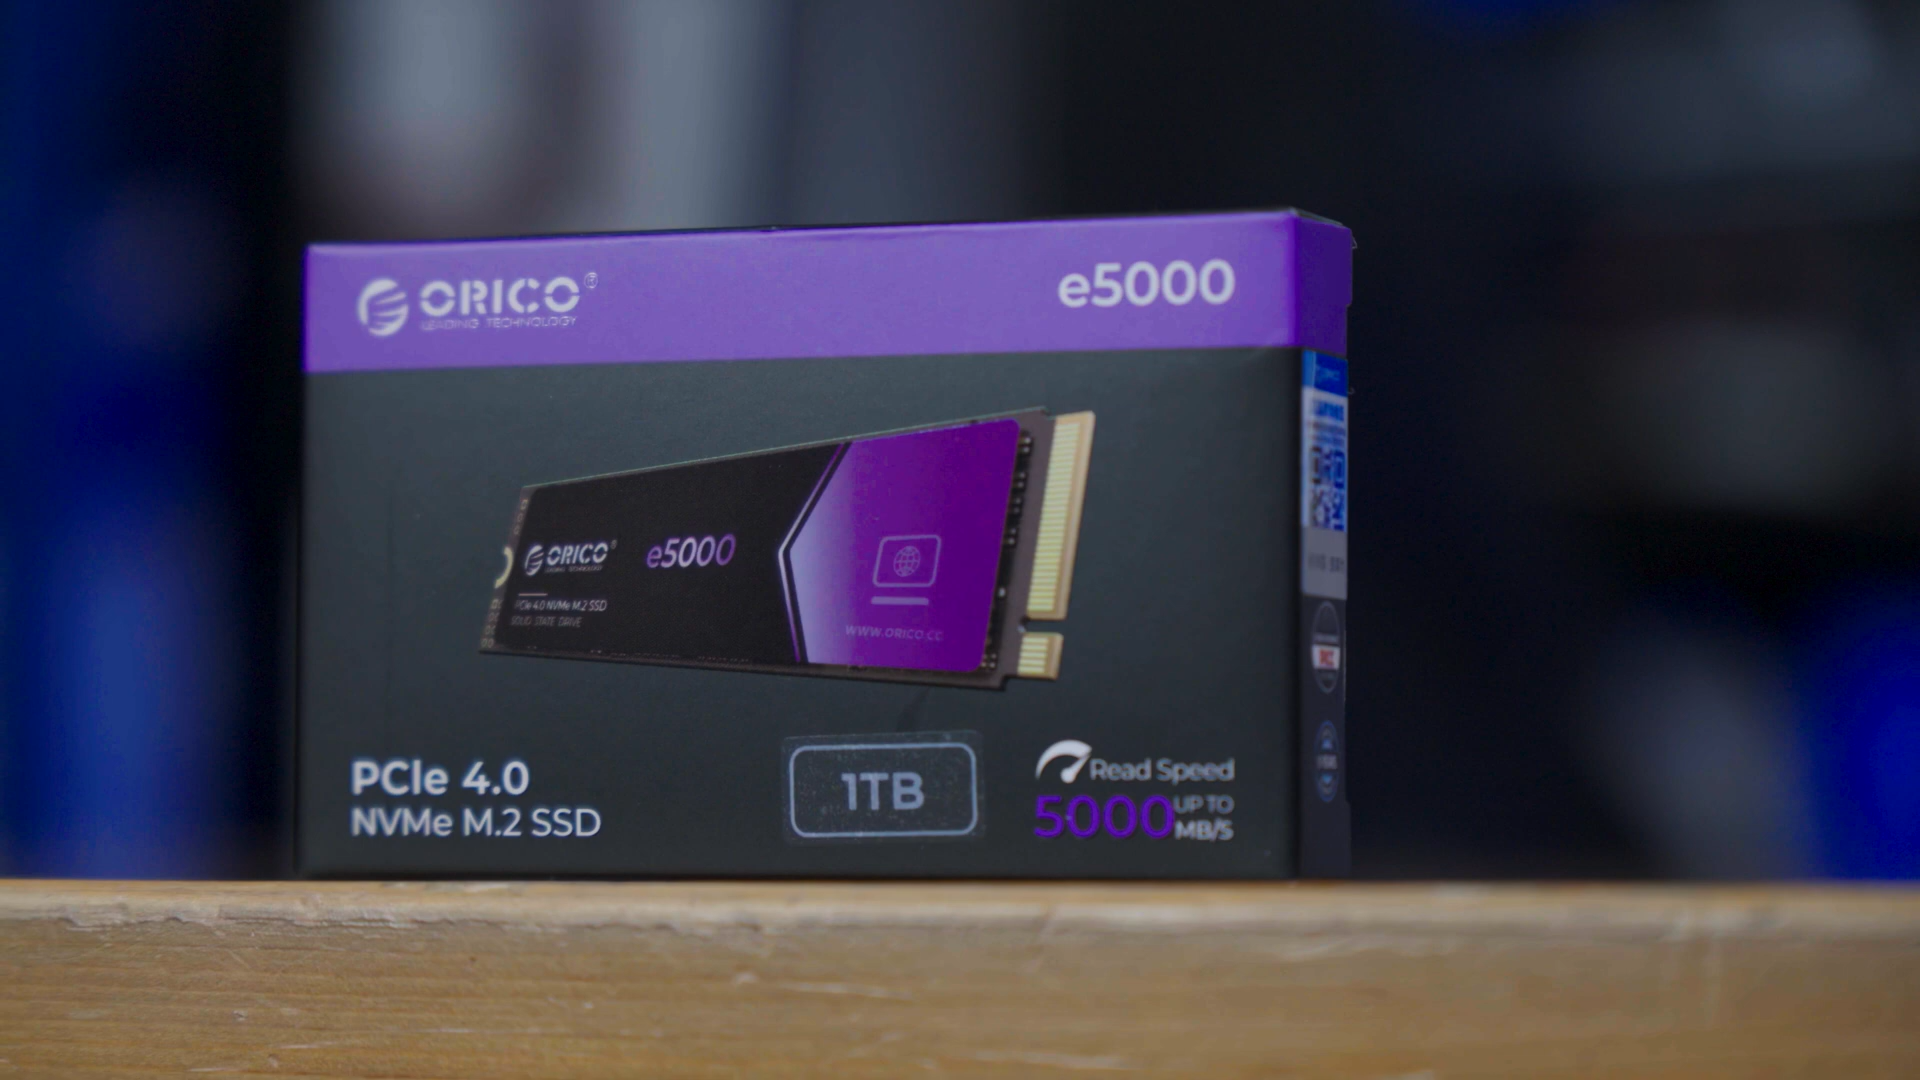 ORICO®
LEADING TECHNOLOGY
e5000
ORICO®
e5000
PCIe 4.0 NVMe M.2 SSD
SOLID STATE DRIVE
WWW.ORICO.CC
PCIe 4.0
NVMe M.2 SSD
1TB
Read Speed
5000 UP TO
MB/S